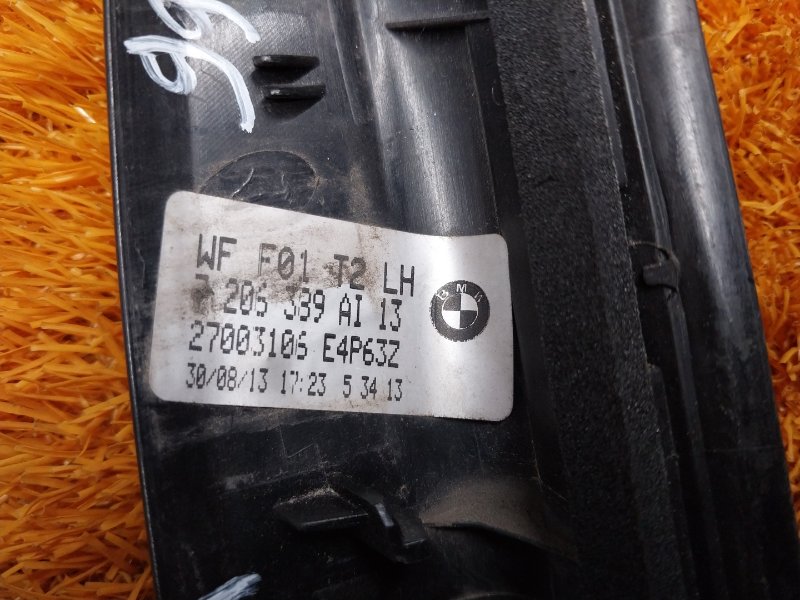 WF F01 T2 LH
7 206 389 AI 13
27003106 E4P63Z
30/08/13 17:23 5 34 13
BMW